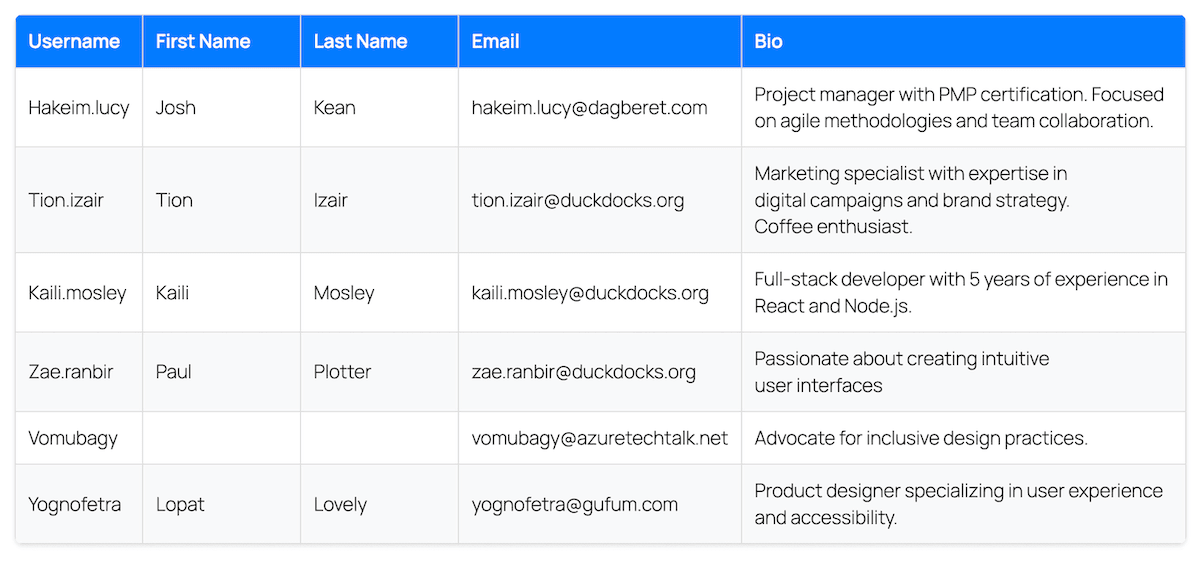 Username First Name Last Name Email Bio
Hakeim.lucy Josh Kean hakeim.lucy@dagberet.com Project manager with PMP certification. Focused
on agile methodologies and team collaboration.
Tion.izair Tion Izair tion.izair@duckdocks.org Marketing specialist with expertise in
digital campaigns and brand strategy.
Coffee enthusiast.
Kaili.mosley Kaili Mosley kaili.mosley@duckdocks.org Full-stack developer with 5 years of experience in
React and Node.js.
Zae.ranbir Paul Plotter zae.ranbir@duckdocks.org Passionate about creating intuitive
user interfaces
Vomubagy vomubagy@azuretechtalk.net Advocate for inclusive design practices.
Yognofetra Lopat Lovely yognofetra@gufum.com Product designer specializing in user experience
and accessibility.